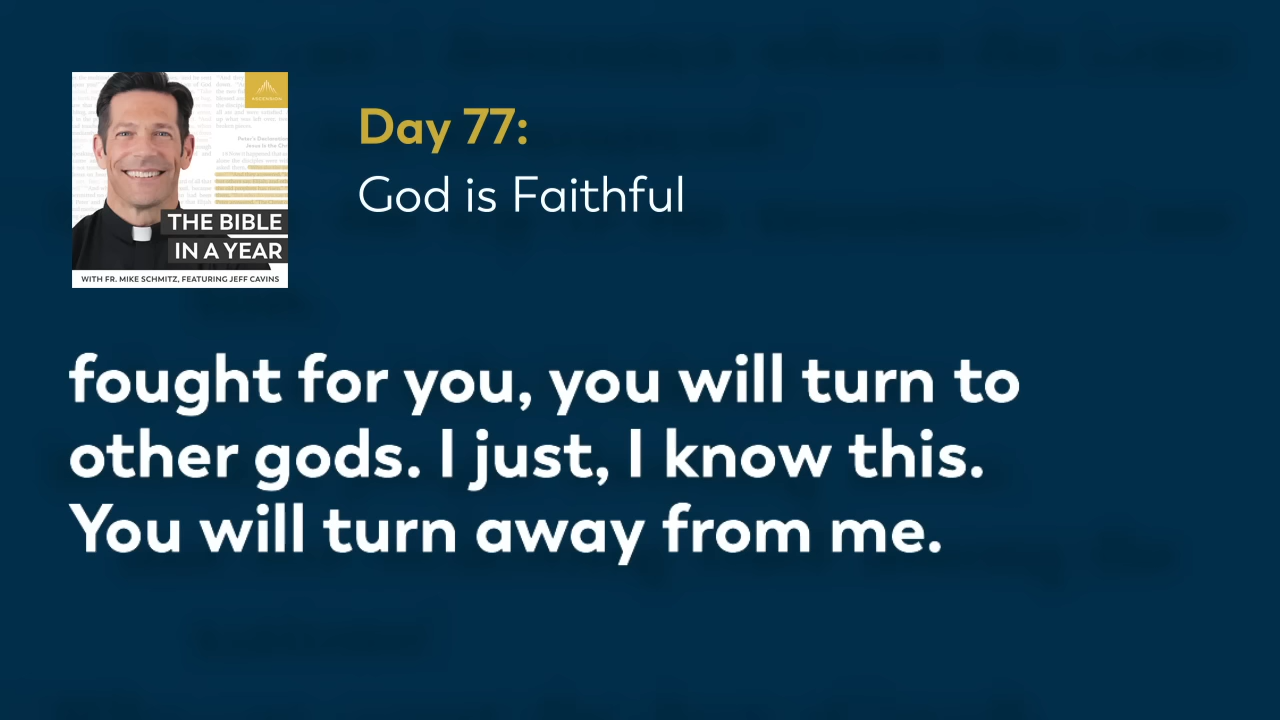 Day 77:
God is Faithful
THE BIBLE
IN A YEAR
WITH FR. MIKE SCHMITZ, FEATURING JEFF CAVINS
fought for you, you will turn to
other gods. I just, I know this.
You will turn away from me.